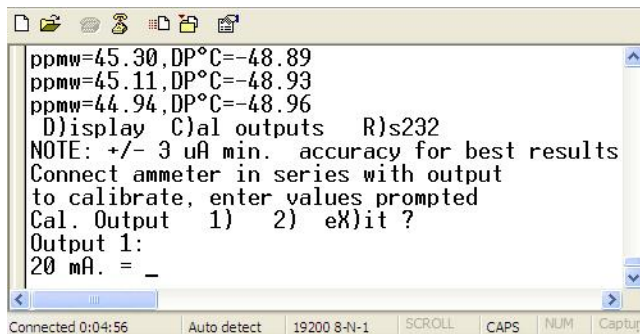 ppmw=45.30,DP°C=-48.89
ppmw=45.11,DP°C=-48.93
ppmw=44.94,DP°C=-48.96
D)isplay C)al outputs R)s232
NOTE: +/- 3 uA min. accuracy for best results
Connect ammeter in series with output
to calibrate, enter values prompted
Cal. Output 1) 2) eX)it ?
Output 1:
20 mA. = _
Connected 0:04:56 Auto detect 19200 8-N-1 SCROLL CAPS NUM Captur